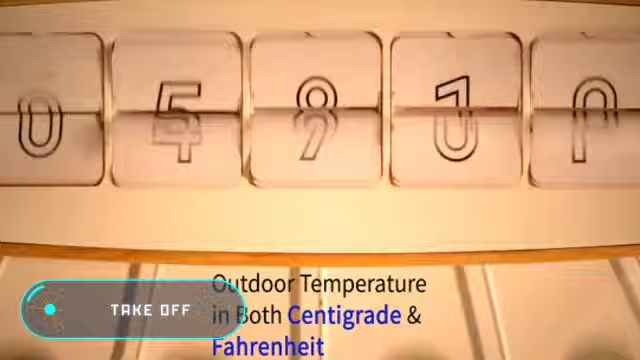 TAKE OFF
Outdoor Temperature
in Both Centigrade &
Fahrenheit